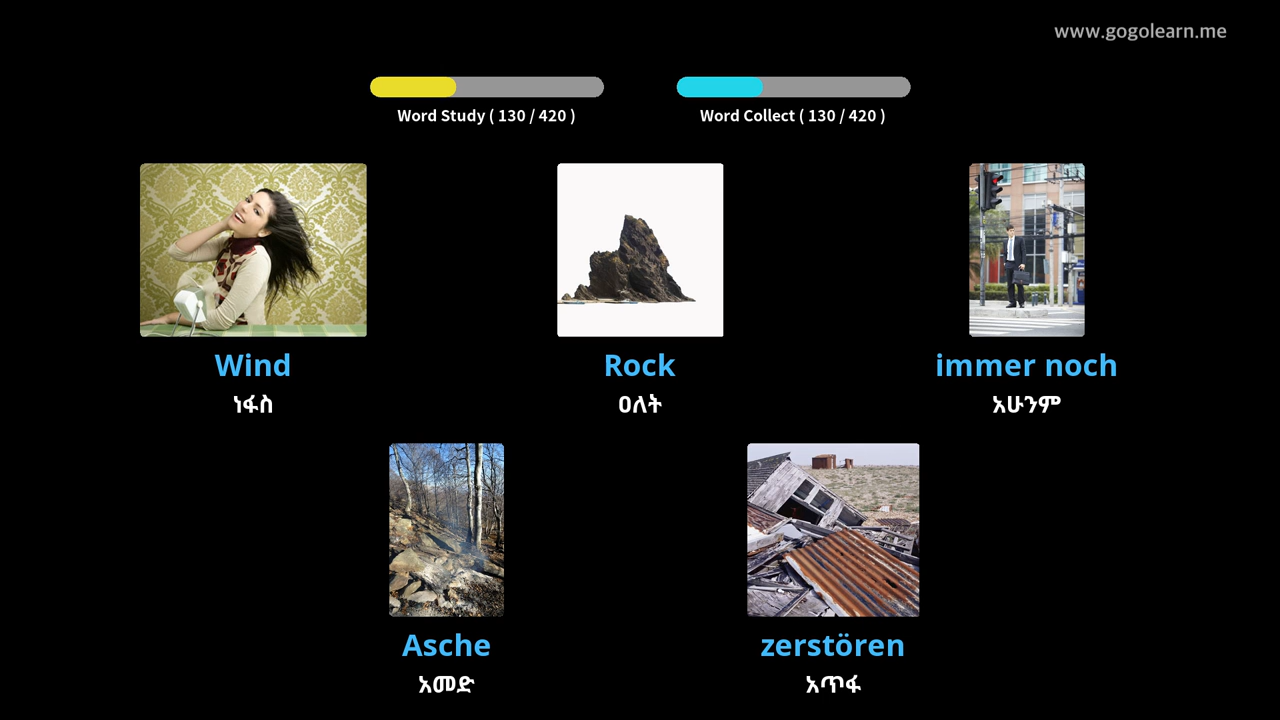 www.gogolearn.me
Word Study ( 130 / 420 )
Word Collect ( 130 / 420 )
Wind
ነፋስ
Rock
ዐለት
immer noch
አሁንም
Asche
አመድ
zerstören
አጥፋ